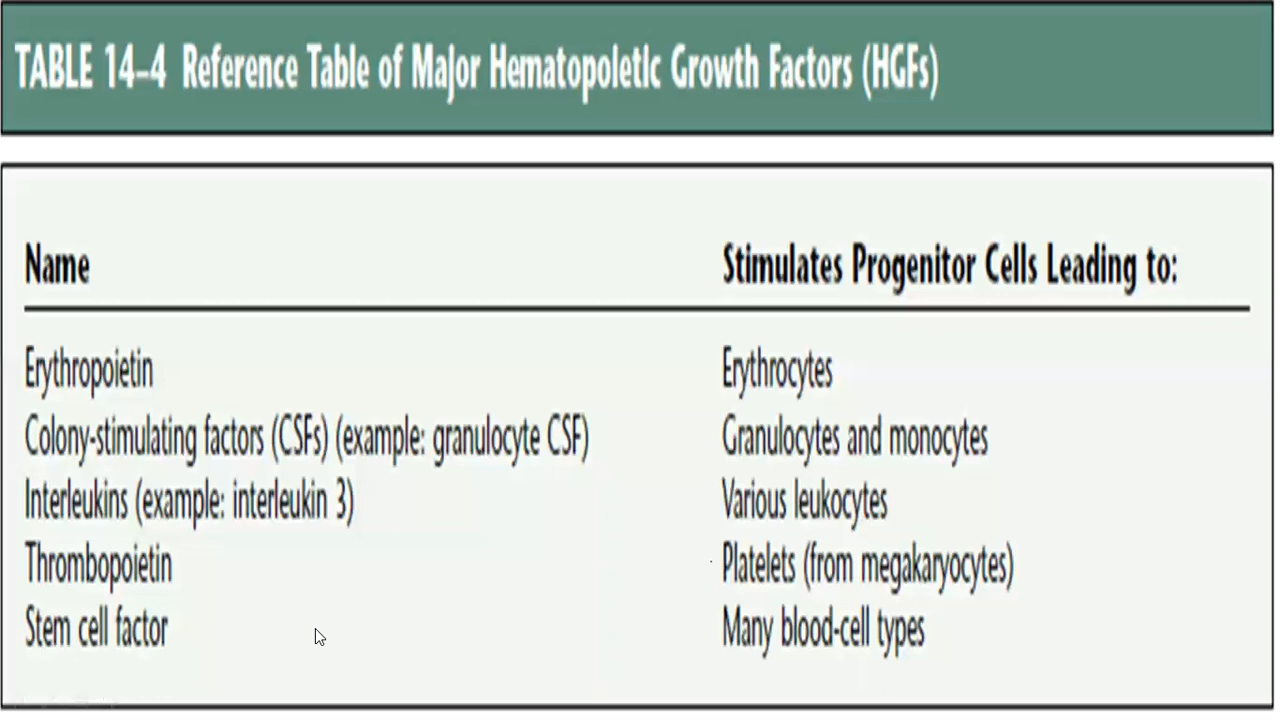 TABLE 14–4 Reference Table of Major Hematopoietic Growth Factors (HGFs)
Name Stimulates Progenitor Cells Leading to:
Erythropoietin Erythrocytes
Colony-stimulating factors (CSFs) (example: granulocyte CSF) Granulocytes and monocytes
Interleukins (example: interleukin 3) Various leukocytes
Thrombopoietin Platelets (from megakaryocytes)
Stem cell factor Many blood-cell types